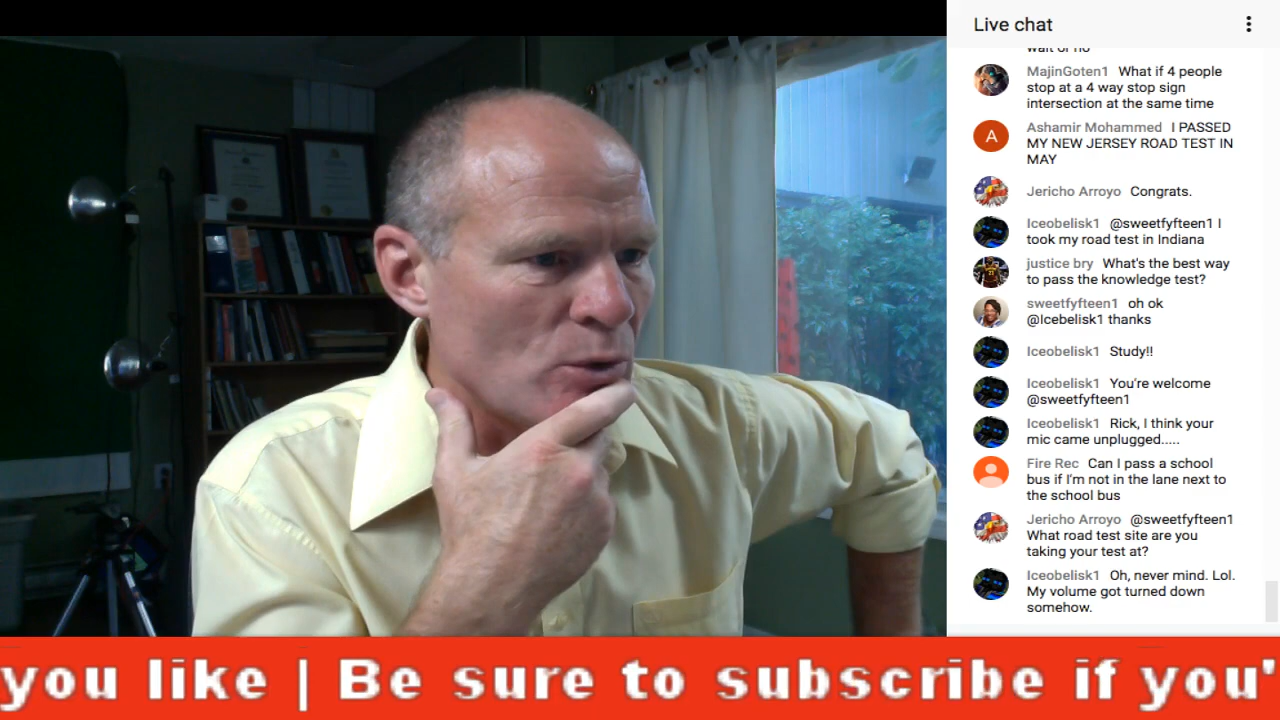 Live chat
wait or no
MajinGoten1 What if 4 people
stop at a 4 way stop sign
intersection at the same time
A
Ashamir Mohammed I PASSED
MY NEW JERSEY ROAD TEST IN
MAY
Jericho Arroyo Congrats.
Iceobelisk1 @sweetfyfteen1 I
took my road test in Indiana
justice bry What's the best way
to pass the knowledge test?
sweetfyfteen1 oh ok
@Icebelisk1 thanks
Iceobelisk1 Study!!
Iceobelisk1 You're welcome
@sweetfyfteen1
Iceobelisk1 Rick, I think your
mic came unplugged.....
Fire Rec Can I pass a school
bus if I'm not in the lane next to
the school bus
Jericho Arroyo @sweetfyfteen1
What road test site are you
taking your test at?
Iceobelisk1 Oh, never mind. Lol.
My volume got turned down
somehow.
you like | Be sure to subscribe if you'